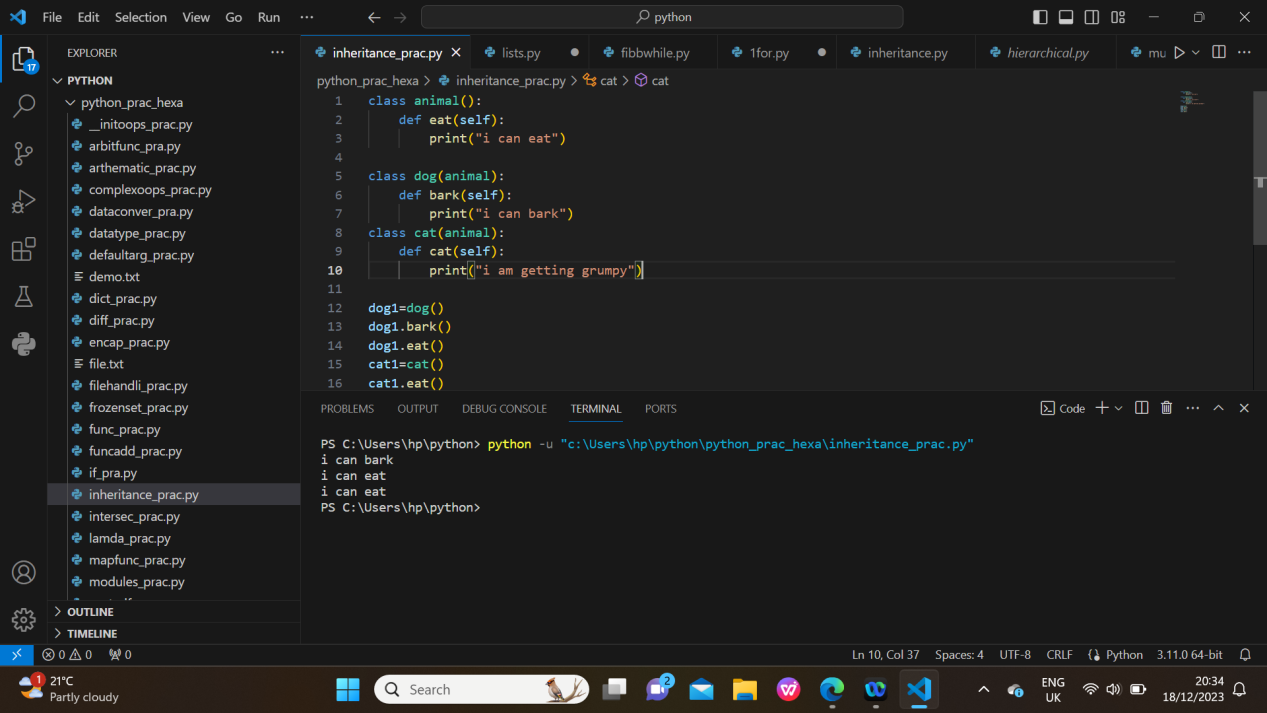 File Edit Selection View Go Run ··· python
EXPLORER ···
17
PYTHON
python_prac_hexa
__initoops_prac.py
arbitfunc_pra.py
arthematic_prac.py
complexoops_prac.py
dataconver_pra.py
datatype_prac.py
defaultarg_prac.py
demo.txt
dict_prac.py
diff_prac.py
encap_prac.py
file.txt
filehandli_prac.py
frozenset_prac.py
func_prac.py
funcadd_prac.py
if_pra.py
inheritance_prac.py
intersec_prac.py
lamda_prac.py
mapfunc_prac.py
modules_prac.py
OUTLINE
TIMELINE
inheritance_prac.py lists.py fibbwhile.py 1for.py inheritance.py hierarchical.py mu
python_prac_hexa > inheritance_prac.py > cat > cat
1 class animal():
2 def eat(self):
3 print("i can eat")
4
5 class dog(animal):
6 def bark(self):
7 print("i can bark")
8 class cat(animal):
9 def cat(self):
10 print("i am getting grumpy")
11
12 dog1=dog()
13 dog1.bark()
14 dog1.eat()
15 cat1=cat()
16 cat1.eat()
PROBLEMS OUTPUT DEBUG CONSOLE TERMINAL PORTS Code
PS C:\Users\hp\python> python -u "c:\Users\hp\python\python_prac_hexa\inheritance_prac.py"
i can bark
i can eat
i can eat
PS C:\Users\hp\python>
0 0 0 Ln 10, Col 37 Spaces: 4 UTF-8 CRLF Python 3.11.0 64-bit
1 21°C
Partly cloudy
Search
2
ENG
UK
20:34
18/12/2023